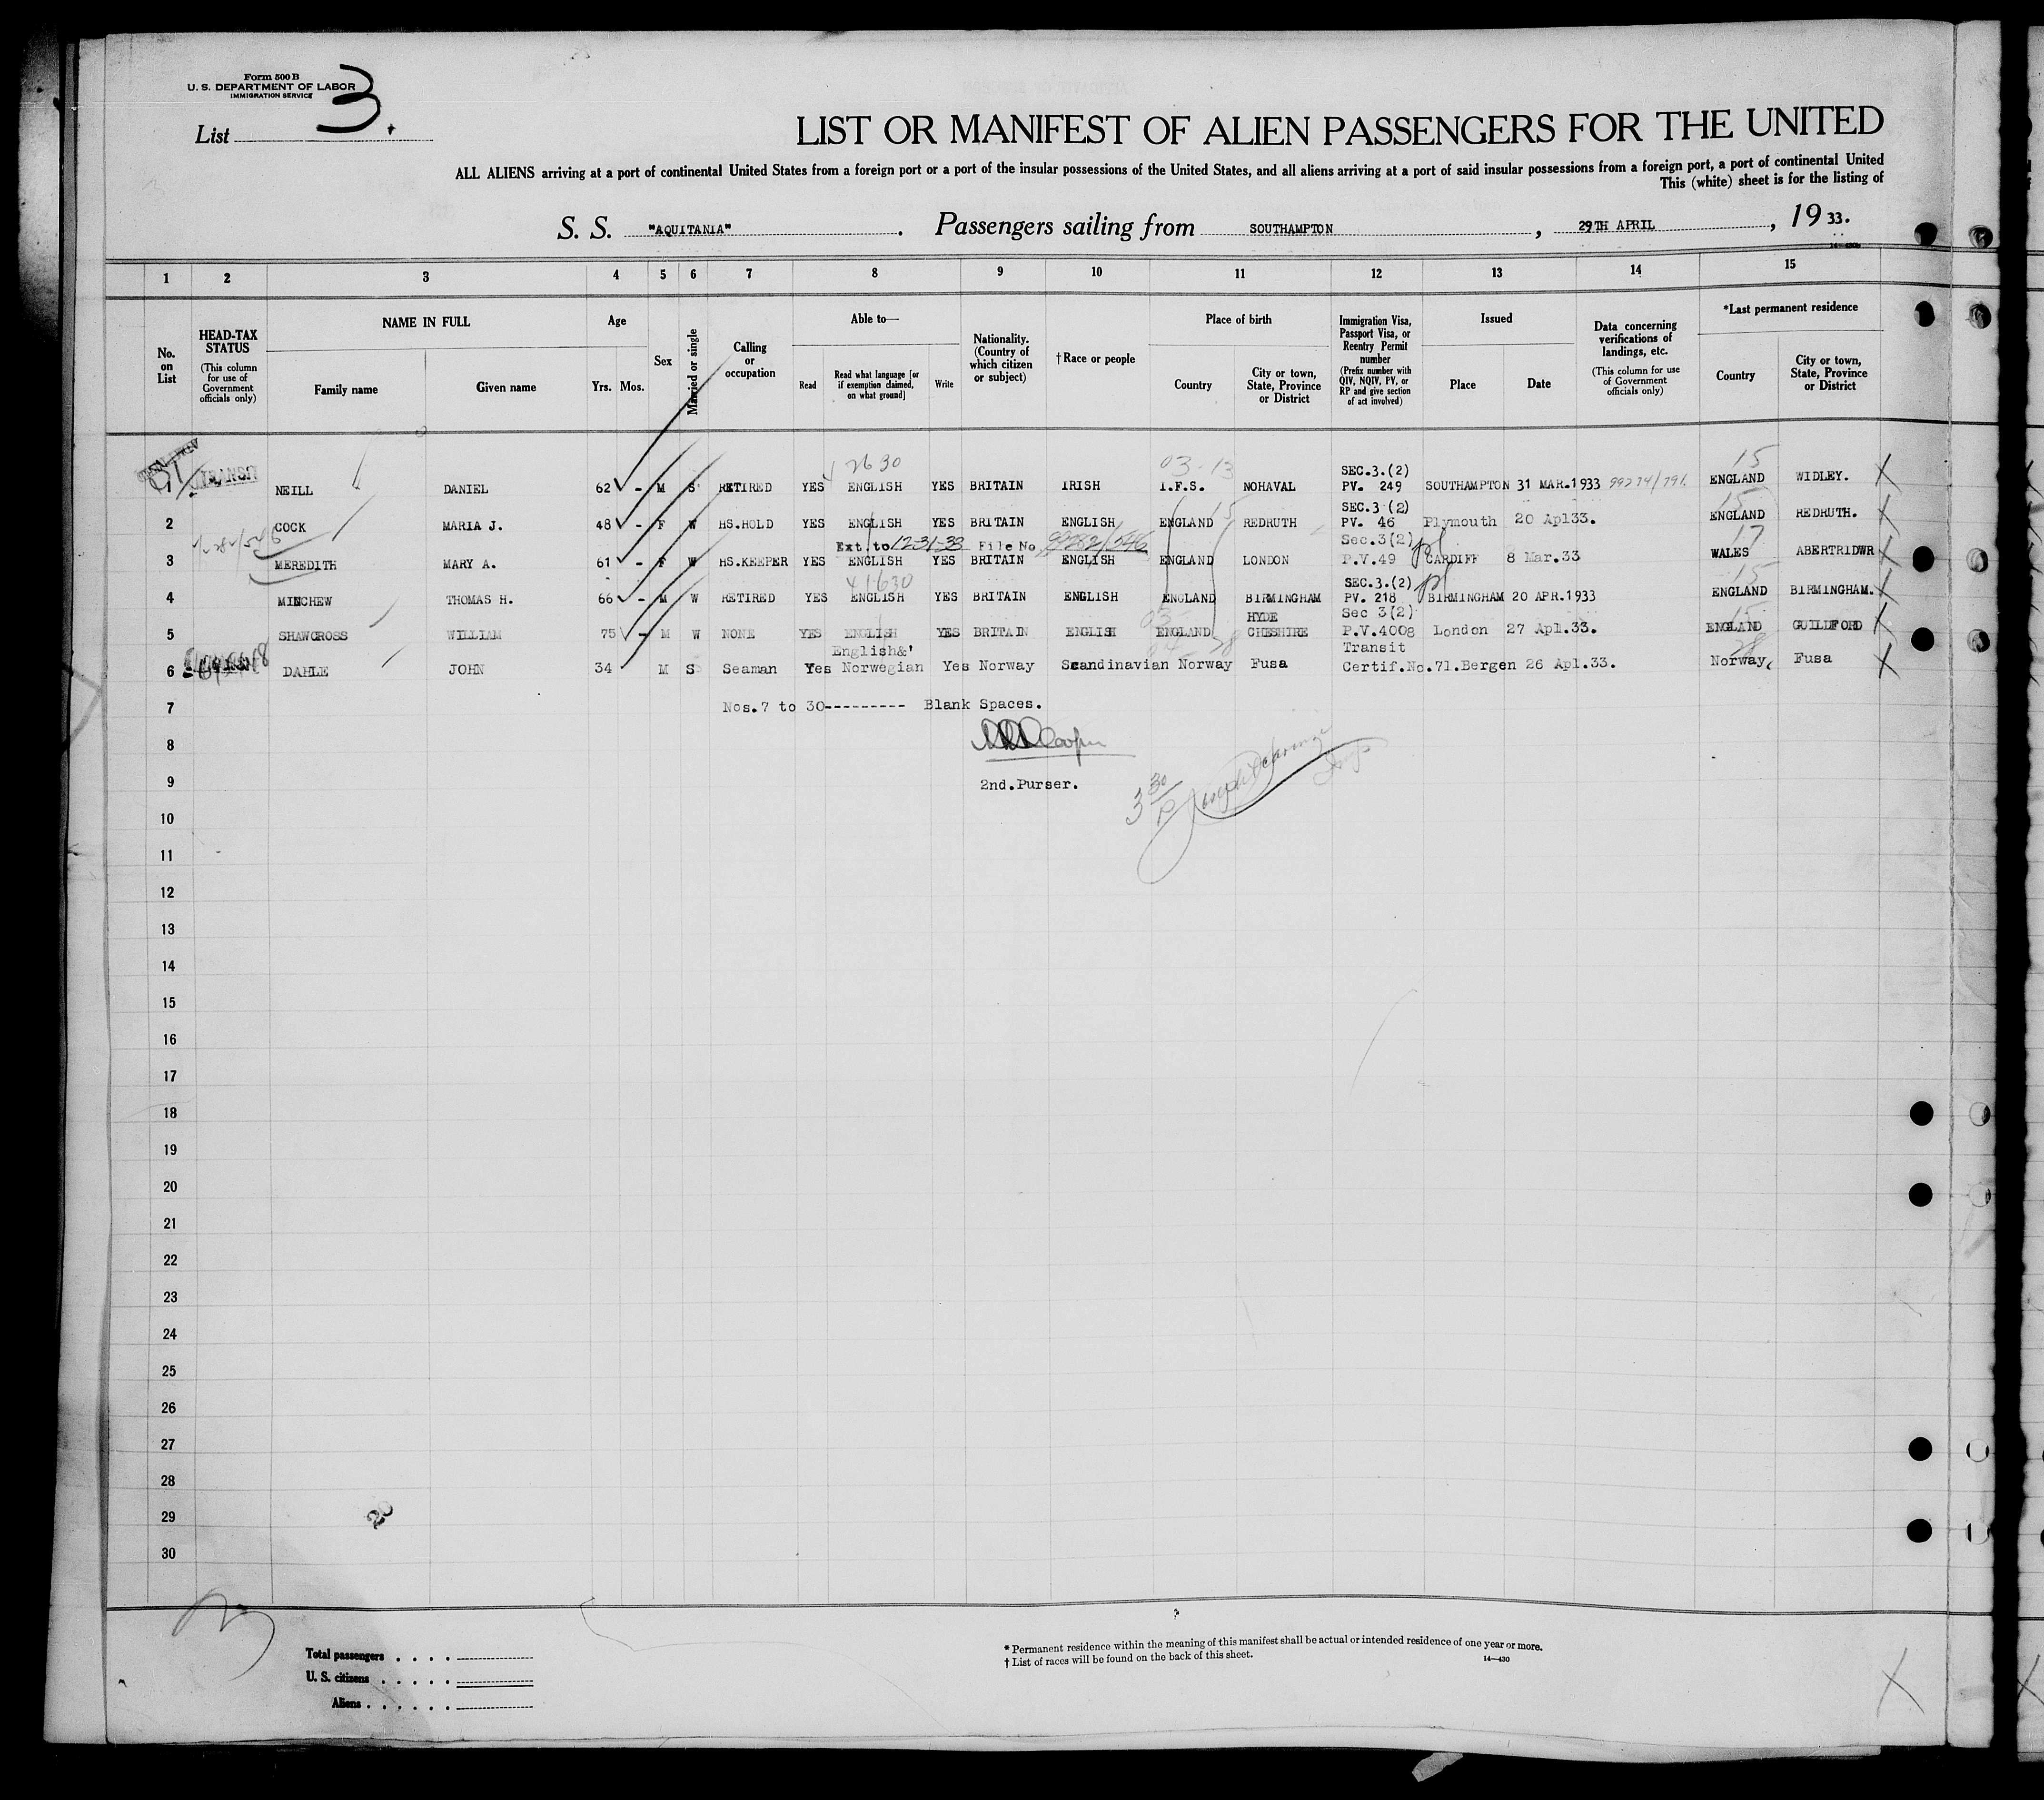 Form 500 B
U. S. DEPARTMENT OF LABOR
IMMIGRATION SERVICE
List 3.
LIST OR MANIFEST OF ALIEN PASSENGERS FOR THE UNITED
ALL ALIENS arriving at a port of continental United States from a foreign port or a port of the insular possessions of the United States, and all aliens arriving at a port of said insular possessions from a foreign port, a port of continental United
This (white) sheet is for the listing of
S. S. "AQUITANIA". Passengers sailing from SOUTHAMPTON, 29TH APRIL, 19 33.
1 2 3 4 5 6 7 8 9 10 11 12 13 14 15
No. on List
HEAD-TAX STATUS (This column for use of Government officials only)
NAME IN FULL
Family name Given name
Age
Yrs. Mos.
Sex
Married or single
Calling or occupation
Able to—
Read Read what language [or if exemption claimed, on what ground] Write
Nationality. (Country of which citizen or subject)
†Race or people
Place of birth
Country City or town, State, Province or District
Immigration Visa, Passport Visa, or Reentry Permit number (Prefix number with QIV, NQIV, PV, or RP and give section of act involved)
Issued
Place Date
Data concerning verifications of landings, etc. (This column for use of Government officials only)
*Last permanent residence
Country City or town, State, Province or District
2630 03-13 SEC.3.(2) 15
NEILL DANIEL 62 - M S RETIRED YES ENGLISH YES BRITAIN IRISH I.F.S. NOHAVAL PV. 249 SOUTHAMPTON 31 MAR.1933 99274/791 ENGLAND WIDLEY.
SEC.3.(2) 15
2 COCK MARIA J. 48 - F W HS.HOLD YES ENGLISH YES BRITAIN ENGLISH ENGLAND REDRUTH PV. 46 Plymouth 20 Apl33. ENGLAND REDRUTH.
Ext. to 12-31-33 File No. 99282/546 Sec.3(2) 17
3 MEREDITH MARY A. 61 - F W HS.KEEPER YES ENGLISH YES BRITAIN ENGLISH ENGLAND LONDON P.V.49 CARDIFF 8 Mar.33 WALES ABERTRIDWR
SEC.3.(2) 15
4 MINCHEW THOMAS H. 66 - M W RETIRED YES ENGLISH YES BRITAIN ENGLISH ENGLAND BIRMINGHAM PV. 218 BIRMINGHAM 20 APR.1933 ENGLAND BIRMINGHAM.
HYDE Sec 3(2) 15
5 SHAWCROSS WILLIAM 75 - M W NONE YES ENGLISH YES BRITAIN ENGLISH ENGLAND CHESHIRE P.V.4008 London 27 Apl.33. ENGLAND GUILDFORD
English& Transit 28
6 DAHLE JOHN 34 M S Seaman Yes Norwegian Yes Norway Scandinavian Norway Fusa Certif.No.71.Bergen 26 Apl.33. Norway Fusa
7 Nos.7 to 30--------- Blank Spaces.
8
9 2nd.Purser.
10
11
12
13
14
15
16
17
18
19
20
21
22
23
24
25
26
27
28
29 20
30
Total passengers . . . .
U. S. citizens . . . . .
Aliens . . . . . .
* Permanent residence within the meaning of this manifest shall be actual or intended residence of one year or more.
† List of races will be found on the back of this sheet.
14—430